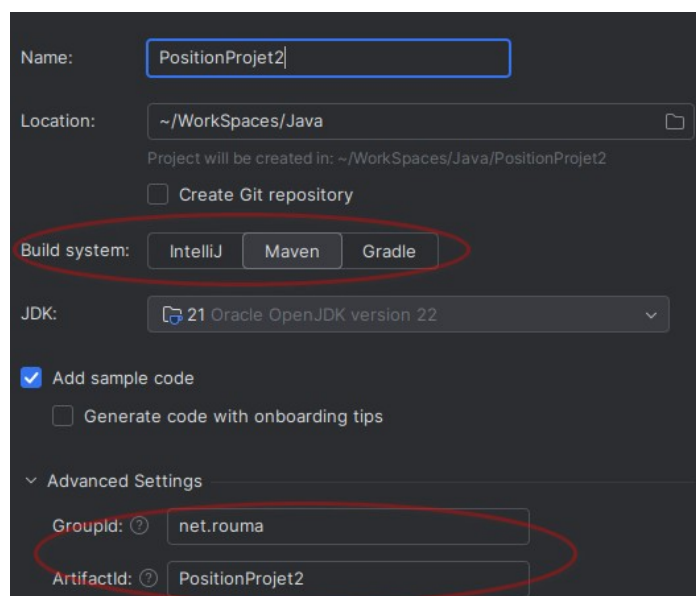 Name: PositionProjet2
Location: ~/WorkSpaces/Java
Project will be created in: ~/WorkSpaces/Java/PositionProjet2
Create Git repository
Build system: IntelliJ Maven Gradle
JDK: 21 Oracle OpenJDK version 22
Add sample code
Generate code with onboarding tips
Advanced Settings
GroupId: ? net.rouma
ArtifactId: ? PositionProjet2